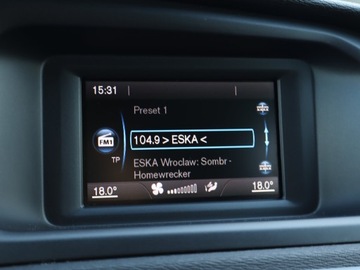 15:31
Preset 1
FM1
104.9 > ESKA <
TP
ESKA Wroclaw: Sombr -
Homewrecker
18.0°
18.0°